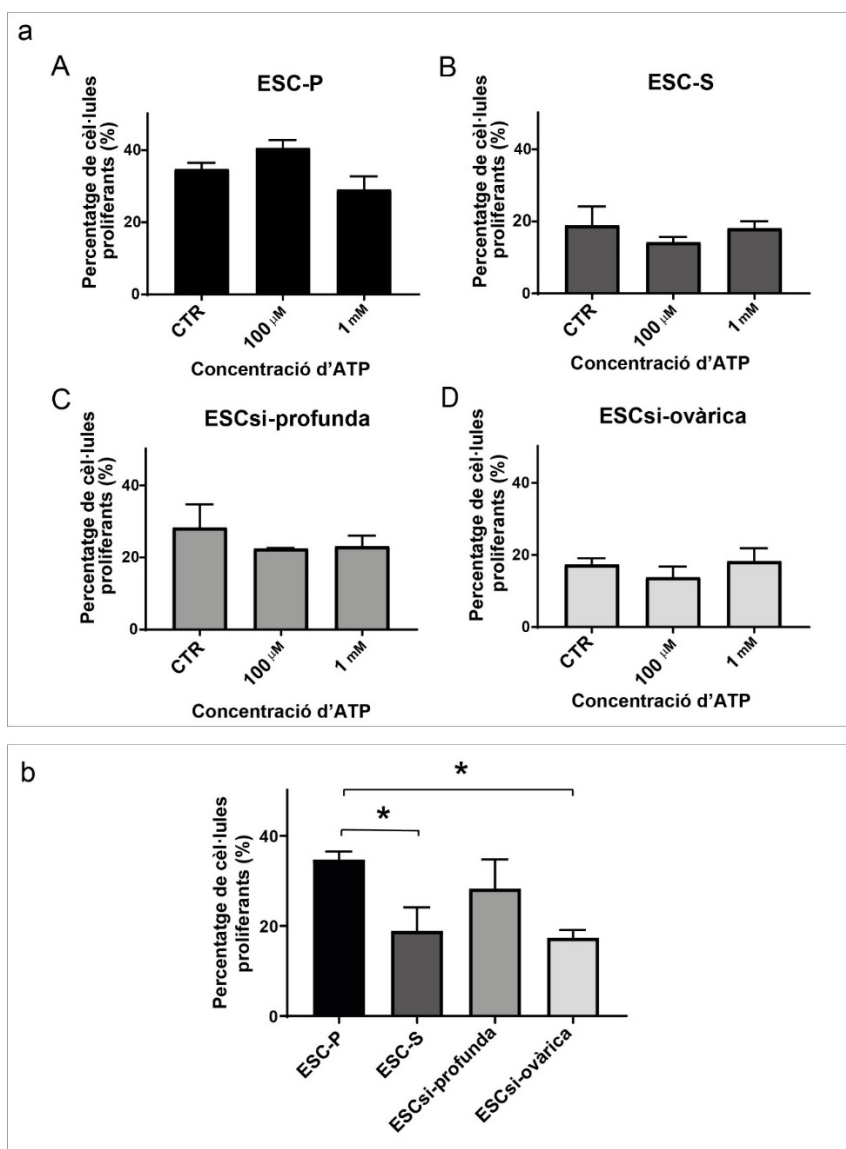 a
A
ESC-P
Percentatge de cèl·lules
proliferants (%)
40
20
0
CTR
100 µM
1 mM
Concentració d'ATP
B
ESC-S
Percentatge de cèl·lules
proliferants (%)
40
20
0
CTR
100 µM
1 mM
Concentració d'ATP
C
ESCsi-profunda
Percentatge de cèl·lules
proliferants (%)
40
20
0
CTR
100 µM
1 mM
Concentració d'ATP
D
ESCsi-ovàrica
Percentatge de cèl·lules
proliferants (%)
40
20
0
CTR
100 µM
1 mM
Concentració d'ATP
b
Percentatge de cèl·lules
proliferants (%)
40
20
0
*
*
ESC-P
ESC-S
ESCsi-profunda
ESCsi-ovàrica